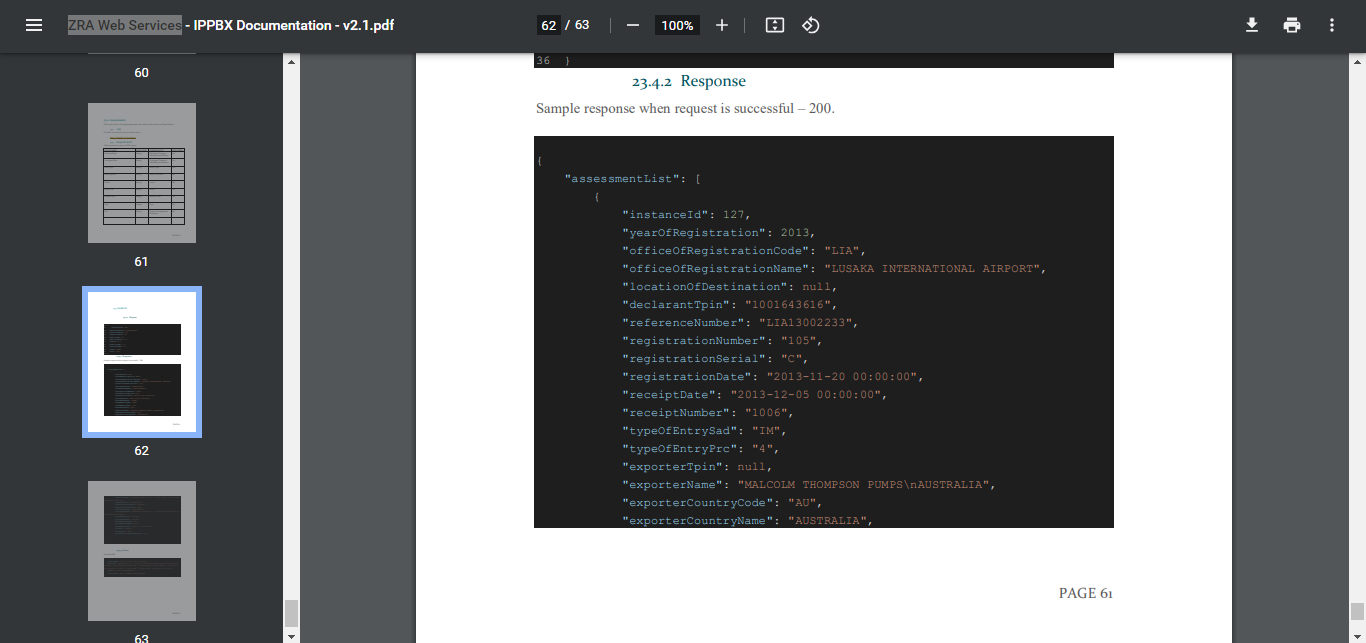 ZRA Web Services - IPPBX Documentation - v2.1.pdf
62 / 63
100%
60
61
62
63
36 }
23.4.2 Response
Sample response when request is successful – 200.
{
"assessmentList": [
{
"instanceId": 127,
"yearOfRegistration": 2013,
"officeOfRegistrationCode": "LIA",
"officeOfRegistrationName": "LUSAKA INTERNATIONAL AIRPORT",
"locationOfDestination": null,
"declarantTpin": "1001643616",
"referenceNumber": "LIA13002233",
"registrationNumber": "105",
"registrationSerial": "C",
"registrationDate": "2013-11-20 00:00:00",
"receiptDate": "2013-12-05 00:00:00",
"receiptNumber": "1006",
"typeOfEntrySad": "IM",
"typeOfEntryPrc": "4",
"exporterTpin": null,
"exporterName": "MALCOLM THOMPSON PUMPS\nAUSTRALIA",
"exporterCountryCode": "AU",
"exporterCountryName": "AUSTRALIA",
PAGE 61